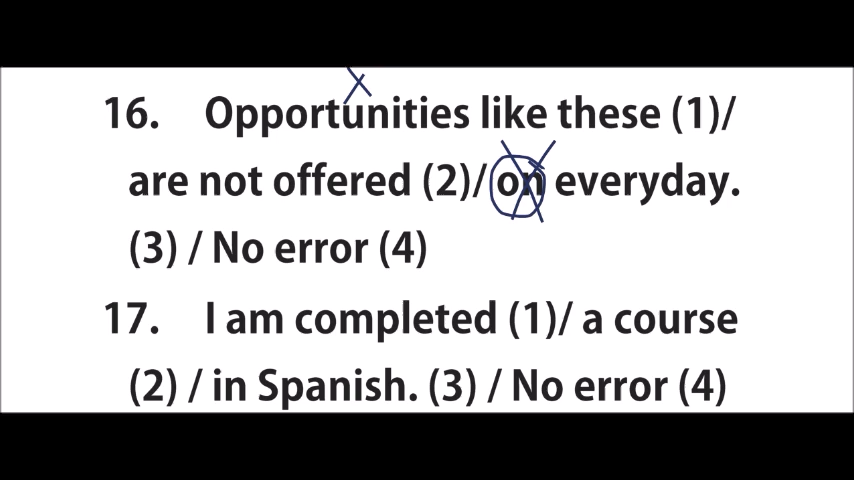 16. Opportunities like these (1)/
are not offered (2)/ on everyday.
(3) / No error (4)
17. I am completed (1)/ a course
(2) / in Spanish. (3) / No error (4)